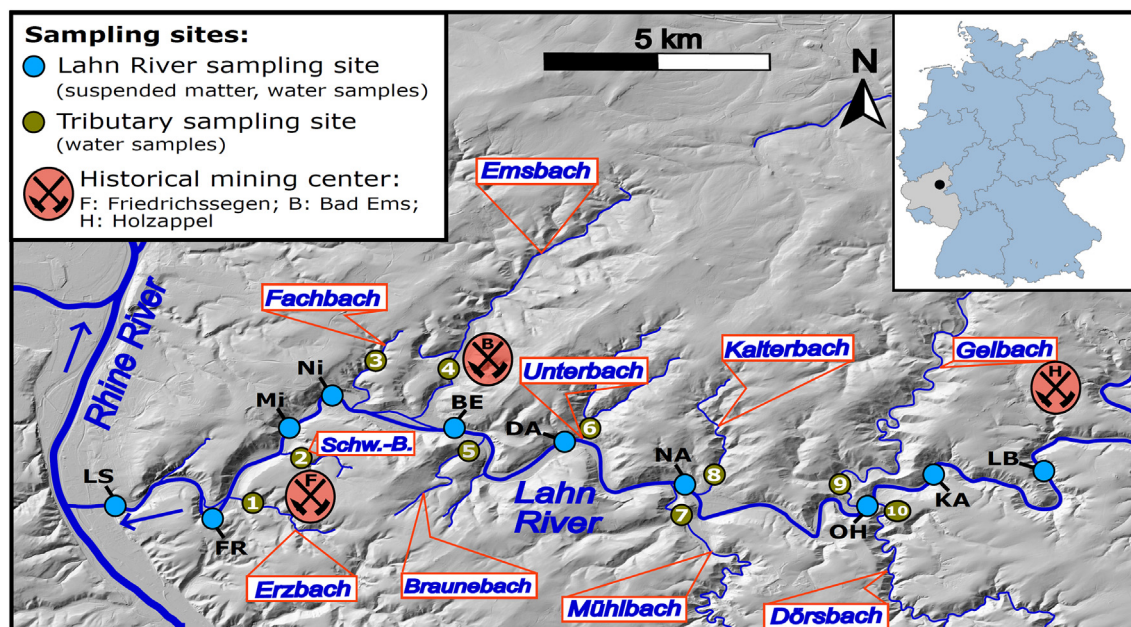 Sampling sites:
Lahn River sampling site
(suspended matter, water samples)
Tributary sampling site
(water samples)
Historical mining center:
F: Friedrichssegen; B: Bad Ems;
H: Holzappel
5 km
N
Emsbach
Fachbach
Rhine River
3
4
B
Unterbach
Kalterbach
Gelbach
H
Ni
Mi
BE
DA
6
2
Schw.-B.
5
NA
8
LB
LS
F
1
Lahn
River
9
KA
7
10
OH
FR
Erzbach
Braunebach
Mühlbach
Dörsbach